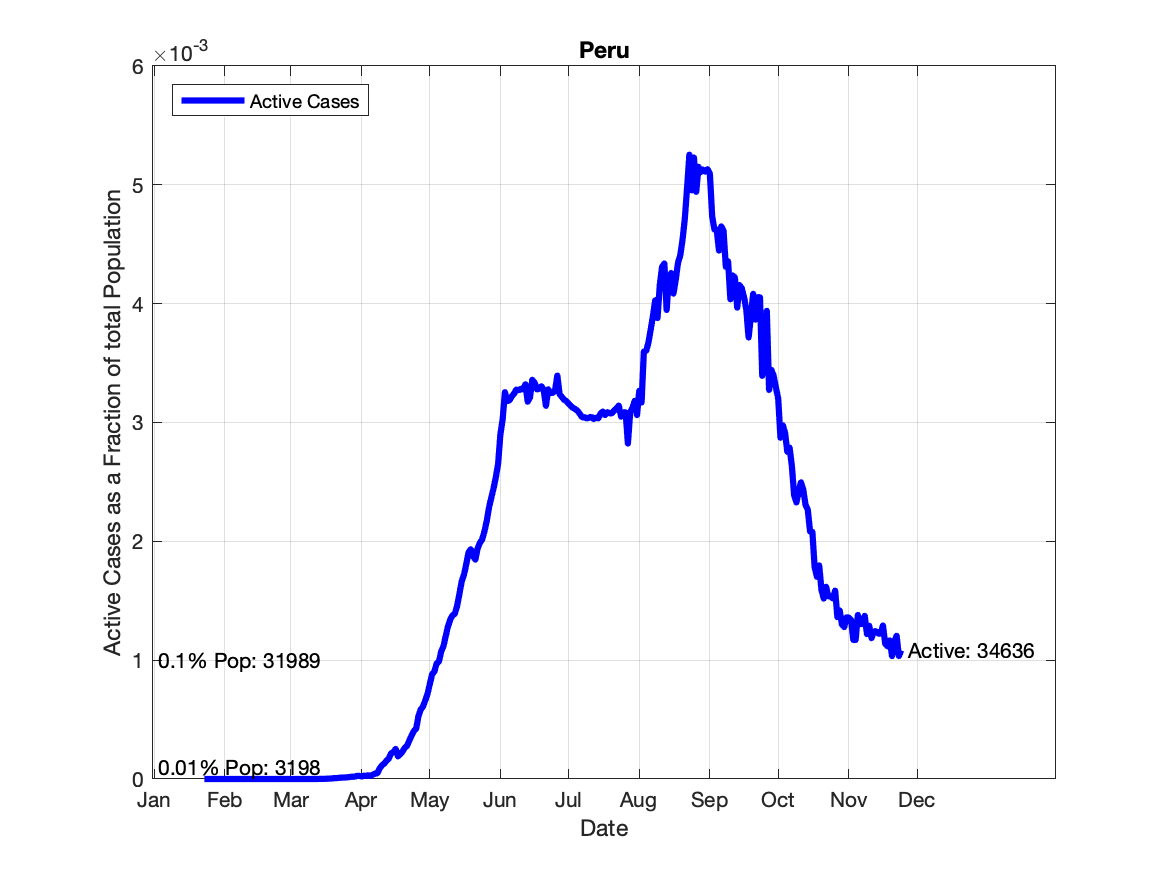 Peru
×10-3
Active Cases
6
5
4
3
2
1
0
Active Cases as a Fraction of total Population
0.1% Pop: 31989
Active: 34636
0.01% Pop: 3198
Jan Feb Mar Apr May Jun Jul Aug Sep Oct Nov Dec
Date